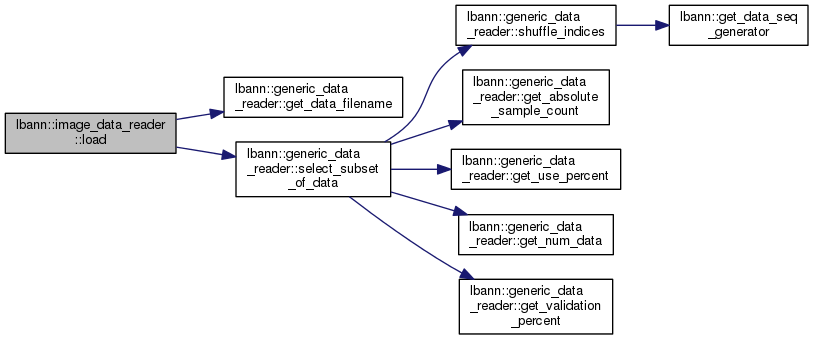 lbann::image_data_reader
::load
lbann::generic_data
_reader::get_data_filename
lbann::generic_data
_reader::select_subset
_of_data
lbann::generic_data
_reader::shuffle_indices
lbann::get_data_seq
_generator
lbann::generic_data
_reader::get_absolute
_sample_count
lbann::generic_data
_reader::get_use_percent
lbann::generic_data
_reader::get_num_data
lbann::generic_data
_reader::get_validation
_percent